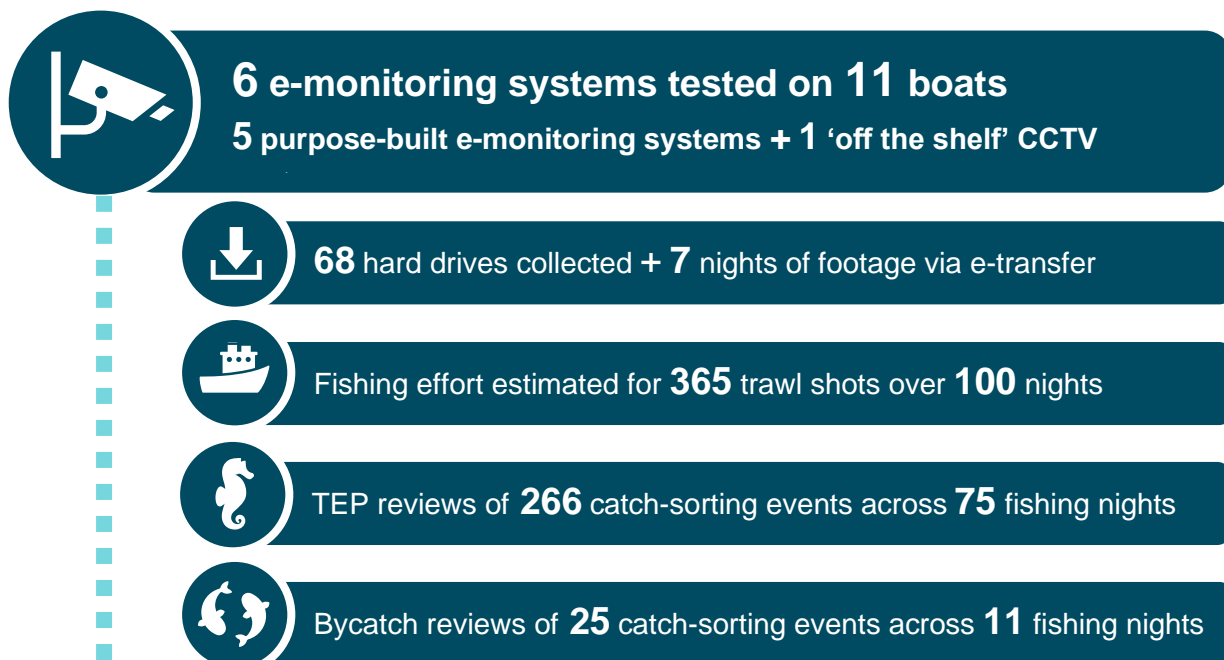 6 e-monitoring systems tested on 11 boats
5 purpose-built e-monitoring systems + 1 ‘off the shelf’ CCTV
68 hard drives collected + 7 nights of footage via e-transfer
Fishing effort estimated for 365 trawl shots over 100 nights
TEP reviews of 266 catch-sorting events across 75 fishing nights
Bycatch reviews of 25 catch-sorting events across 11 fishing nights